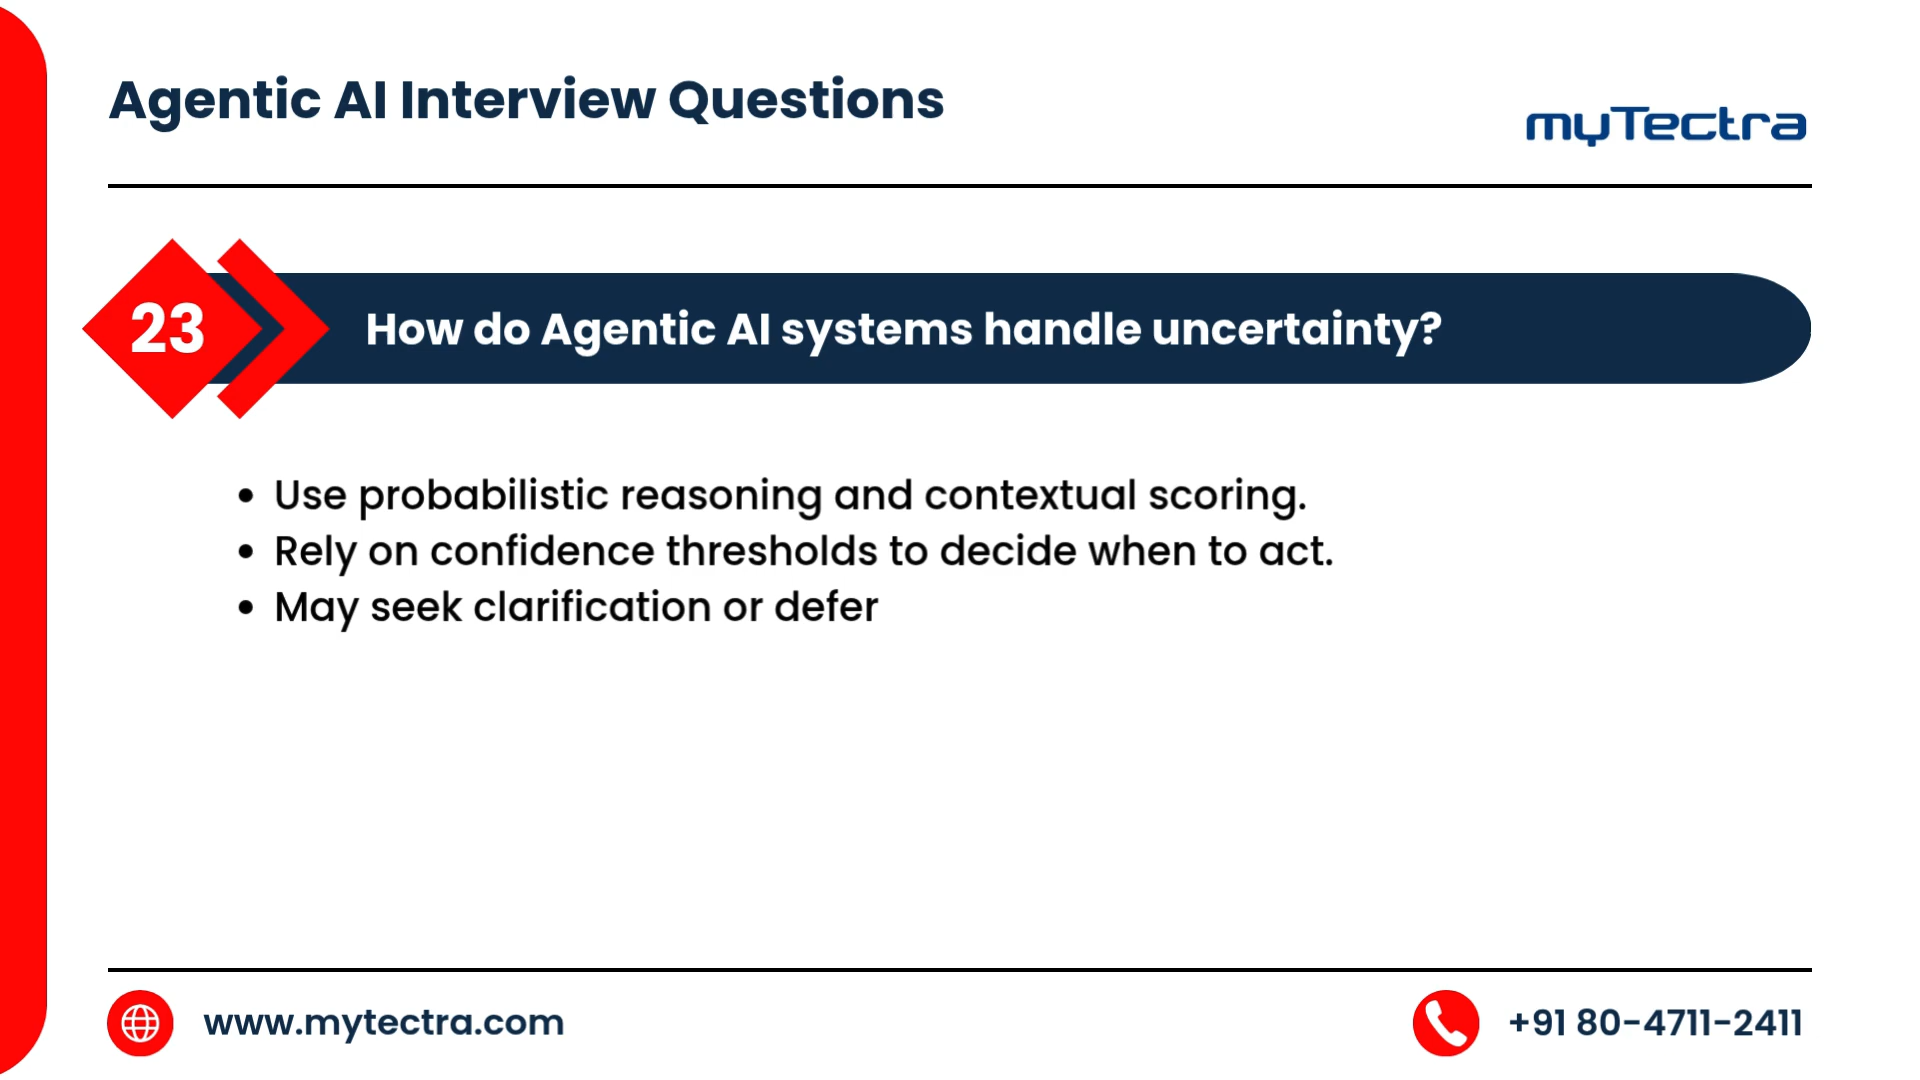 Agentic AI Interview Questions
myTectra
23
How do Agentic AI systems handle uncertainty?
• Use probabilistic reasoning and contextual scoring.
• Rely on confidence thresholds to decide when to act.
• May seek clarification or defer
www.mytectra.com
+91 80-4711-2411